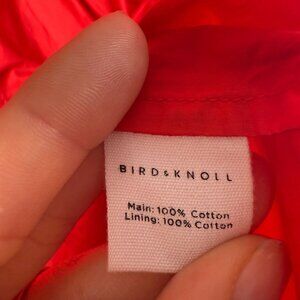 BIRD & KNOLL
Main: 100% Cotton
Lining: 100% Cotton